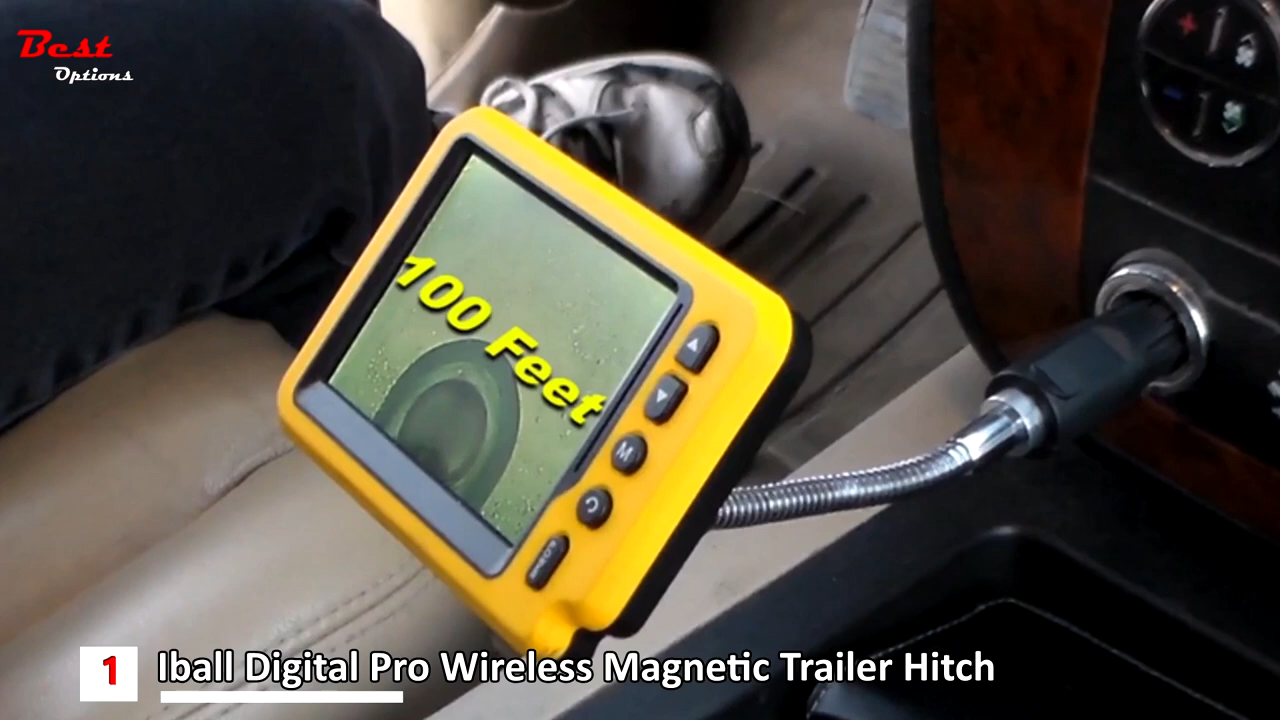 Best
Options
100 Feet
M
1
Iball Digital Pro Wireless Magnetic Trailer Hitch